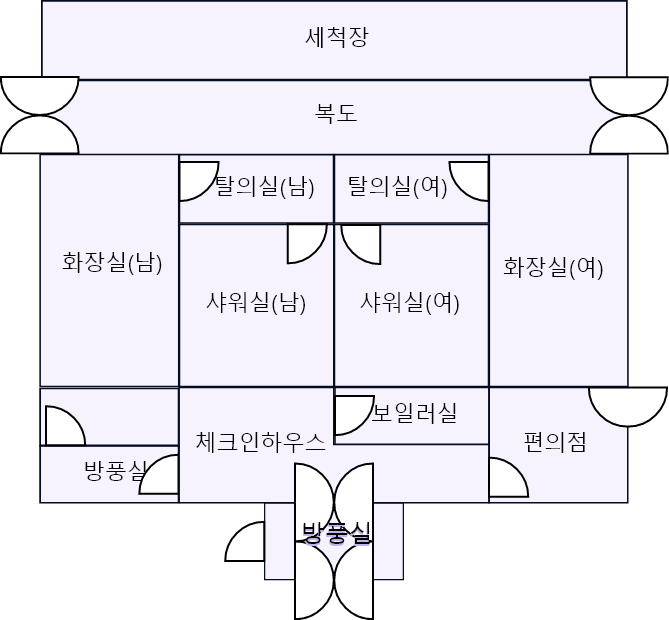 세척장
복도
탈의실(남)
탈의실(여)
화장실(남)
화장실(여)
샤워실(남)
샤워실(여)
보일러실
체크인하우스
편의점
방풍실
방풍실